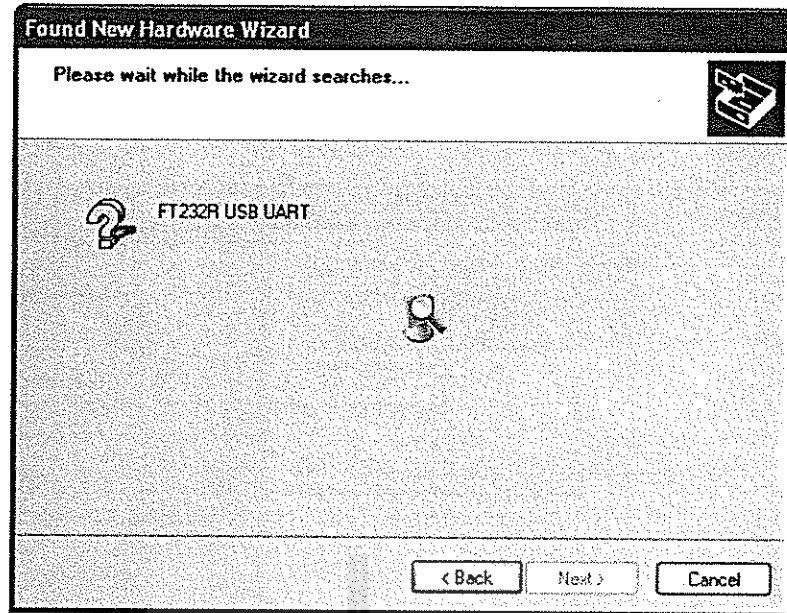 Found New Hardware Wizard
Please wait while the wizard searches...
FT232R USB UART
< Back
Next >
Cancel